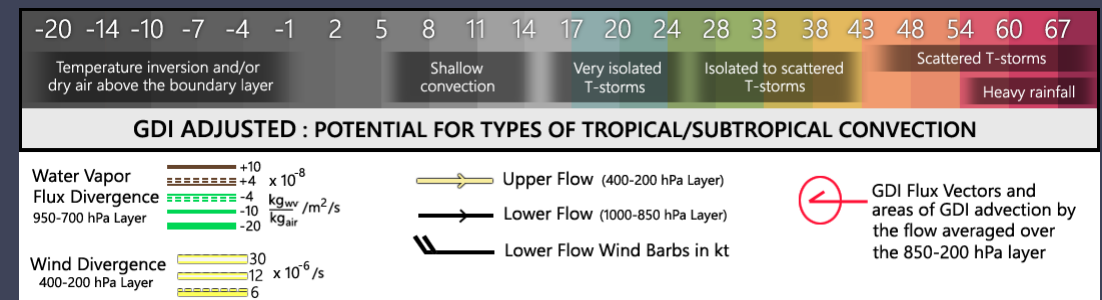 -20 -14 -10 -7 -4 -1 2 5 8 11 14 17 20 24 28 33 38 43 48 54 60 67
Temperature inversion and/or
dry air above the boundary layer
Shallow
convection
Very isolated
T-storms
Isolated to scattered
T-storms
Scattered T-storms
Heavy rainfall
GDI ADJUSTED : POTENTIAL FOR TYPES OF TROPICAL/SUBTROPICAL CONVECTION
Water Vapor
Flux Divergence
950-700 hPa Layer
+10
+4
-4
-10
-20
x 10⁻⁸
kgwv
kgair
/m²/s
Wind Divergence
400-200 hPa Layer
30
12
6
x 10⁻⁶ /s
Upper Flow (400-200 hPa Layer)
Lower Flow (1000-850 hPa Layer)
Lower Flow Wind Barbs in kt
GDI Flux Vectors and
areas of GDI advection by
the flow averaged over
the 850-200 hPa layer